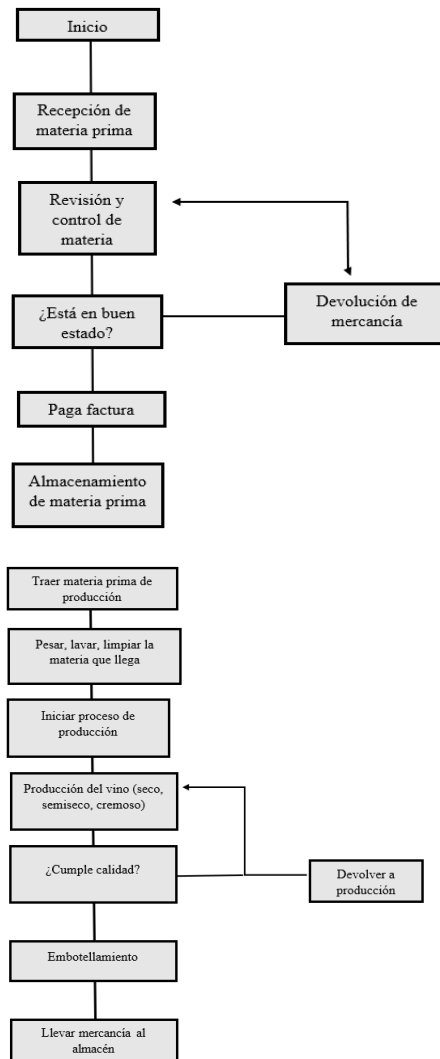 Inicio
Recepción de
materia prima
Revisión y
control de
materia
¿Está en buen
estado?
Devolución de
mercancía
Paga factura
Almacenamiento
de materia prima
Traer materia prima de
producción
Pesar, lavar, limpiar la
materia que llega
Iniciar proceso de
producción
Producción del vino (seco,
semiseco, cremoso)
¿Cumple calidad?
Devolver a
producción
Embotellamiento
Llevar mercancía al
almacén